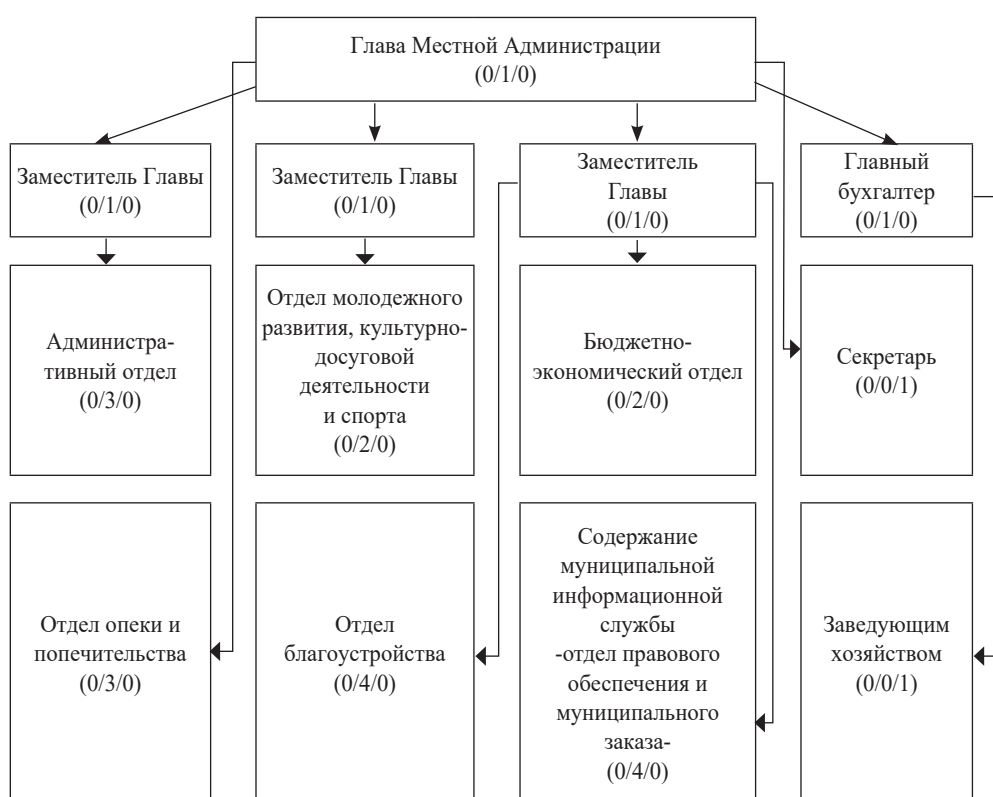 Глава Местной Администрации
(0/1/0)
Заместитель Главы
(0/1/0)
Заместитель Главы
(0/1/0)
Заместитель
Главы
(0/1/0)
Главный
бухгалтер
(0/1/0)
Администра-
тивный отдел
(0/3/0)
Отдел молодежного
развития, культурно-
досуговой
деятельности
и спорта
(0/2/0)
Бюджетно-
экономический отдел
(0/2/0)
Секретарь
(0/0/1)
Отдел опеки и
попечительства
(0/3/0)
Отдел
благоустройства
(0/4/0)
Содержание
муниципальной
информационной
службы
-отдел правового
обеспечения и
муниципального
заказа-
(0/4/0)
Заведующим
хозяйством
(0/0/1)